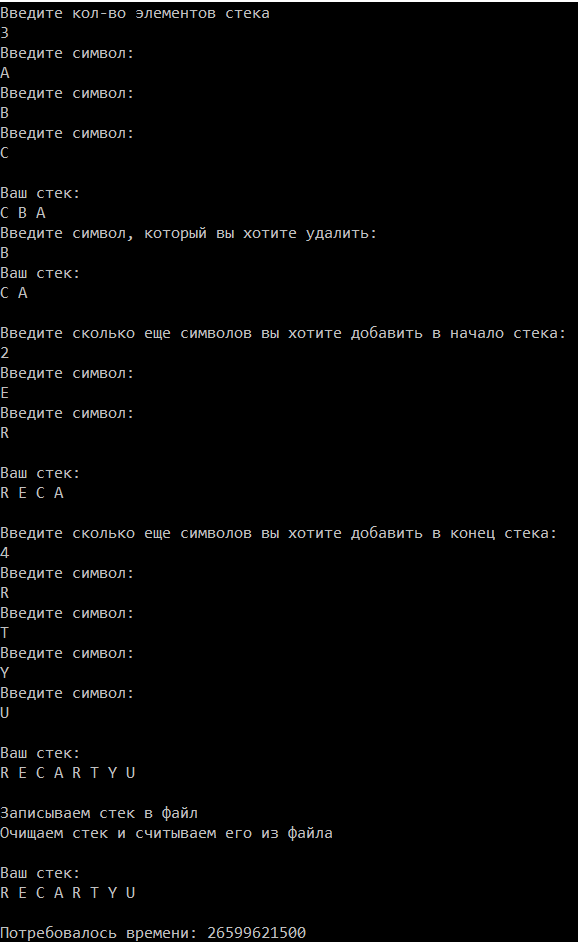 Введите кол-во элементов стека
3
Введите символ:
A
Введите символ:
B
Введите символ:
C
Ваш стек:
C B A
Введите символ, который вы хотите удалить:
B
Ваш стек:
C A
Введите сколько еще символов вы хотите добавить в начало стека:
2
Введите символ:
E
Введите символ:
R
Ваш стек:
R E C A
Введите сколько еще символов вы хотите добавить в конец стека:
4
Введите символ:
R
Введите символ:
T
Введите символ:
Y
Введите символ:
U
Ваш стек:
R E C A R T Y U
Записываем стек в файл
Очищаем стек и считываем его из файла
Ваш стек:
R E C A R T Y U
Потребовалось времени: 26599621500